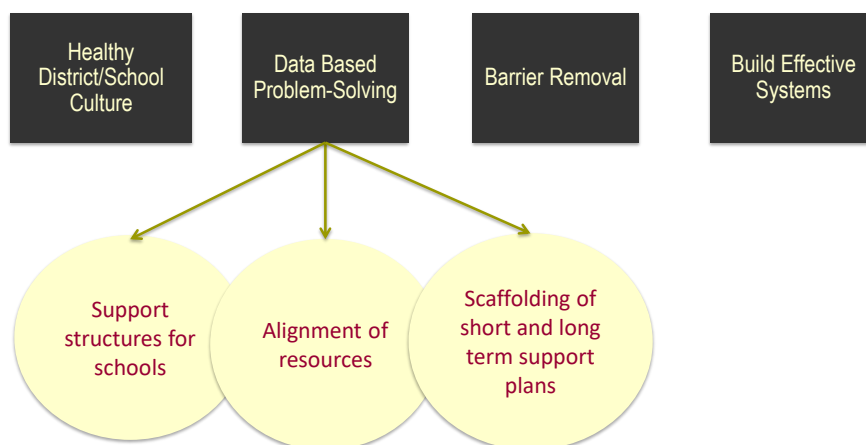 Healthy
District/School
Culture
Data Based
Problem-Solving
Barrier Removal
Build Effective
Systems
Support
structures for
schools
Alignment of
resources
Scaffolding of
short and long
term support
plans